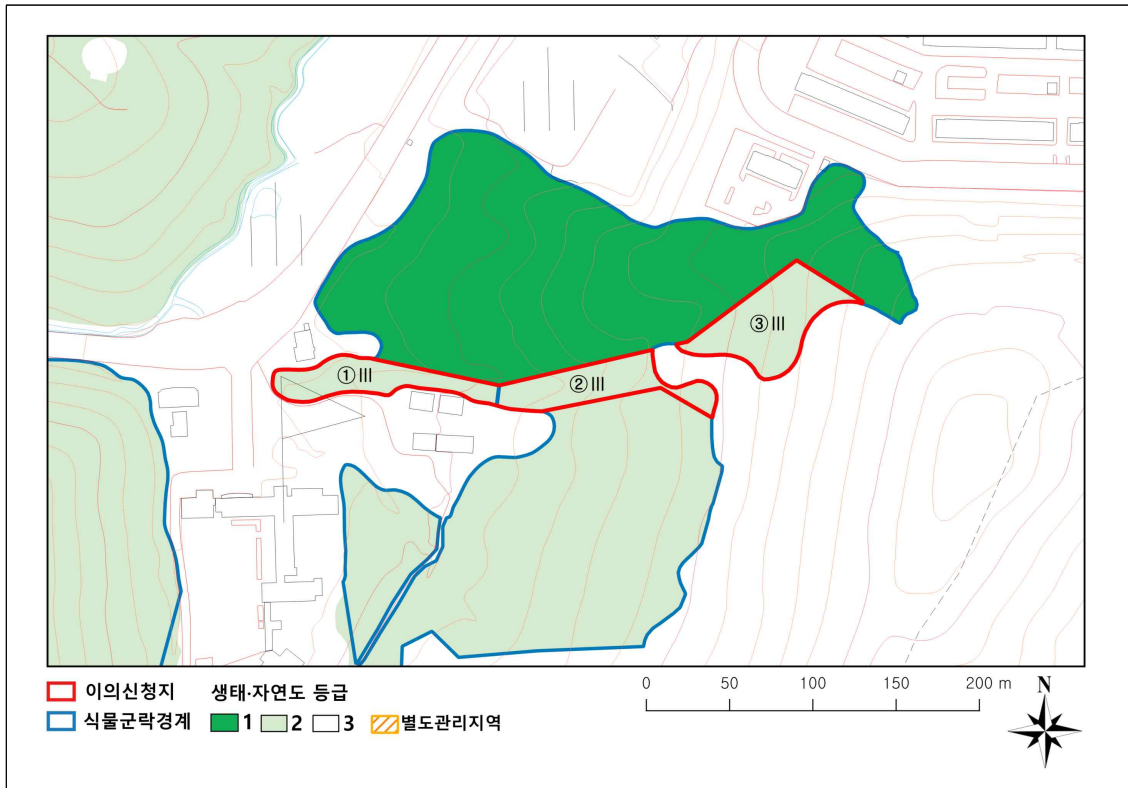 ①III
②III
③III
이의신청지
식물군락경계
생태·자연도 등급
1 2 3 별도관리지역
0 50 100 150 200 m
N